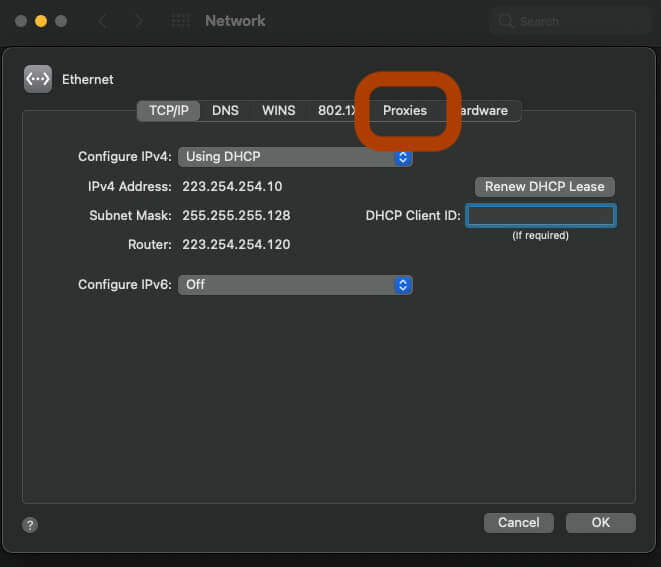 Network
Search
Ethernet
TCP/IP DNS WINS 802.1X Proxies ardware
Configure IPv4: Using DHCP
IPv4 Address: 223.254.254.10 Renew DHCP Lease
Subnet Mask: 255.255.255.128 DHCP Client ID:
(If required)
Router: 223.254.254.120
Configure IPv6: Off
? Cancel OK